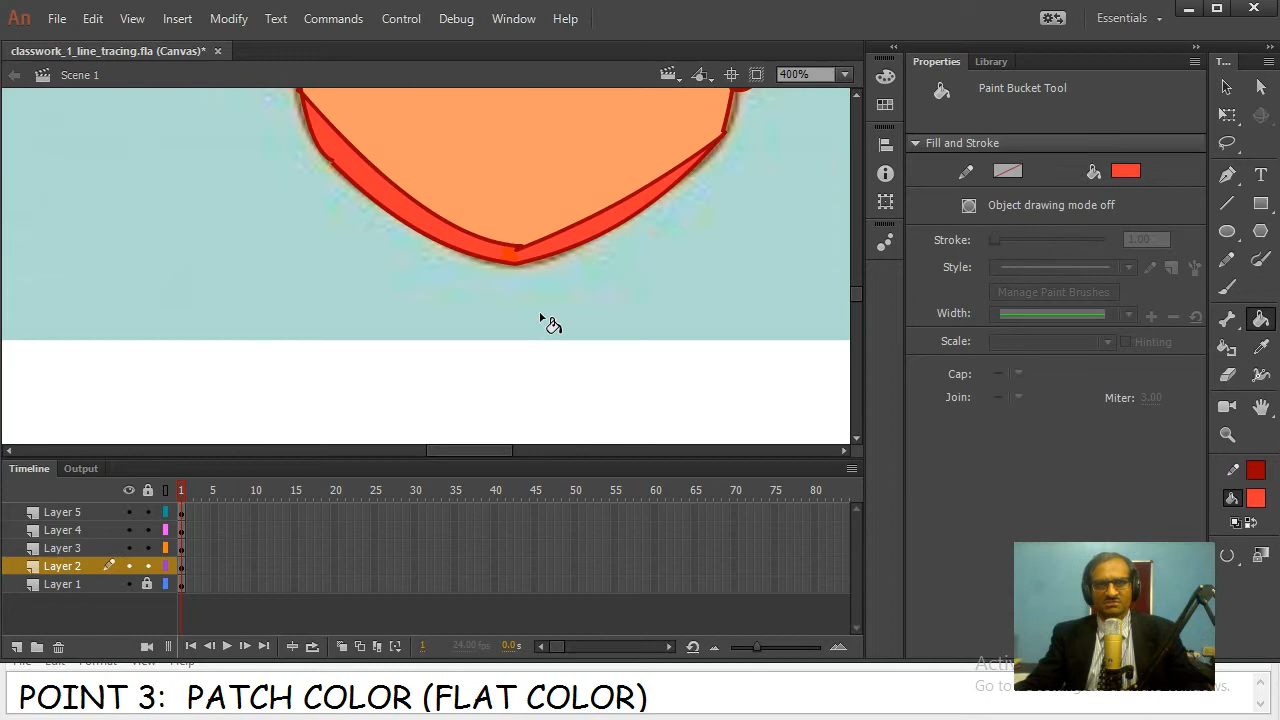 An File Edit View Insert Modify Text Commands Control Debug Window Help Essentials
classwork_1_line_tracing.fla (Canvas)* ×
Scene 1 400%
Properties Library T...
Paint Bucket Tool
Fill and Stroke
Object drawing mode off
Stroke: 1.00
Style:
Manage Paint Brushes
Width:
Scale: Hinting
Cap:
Join: Miter: 3.00
Timeline Output
1 5 10 15 20 25 30 35 40 45 50 55 60 65 70 75 80
Layer 5
Layer 4
Layer 3
Layer 2
Layer 1
1 24.00 fps 0.0 s
File Edit Format View Help
POINT 3: PATCH COLOR (FLAT COLOR)